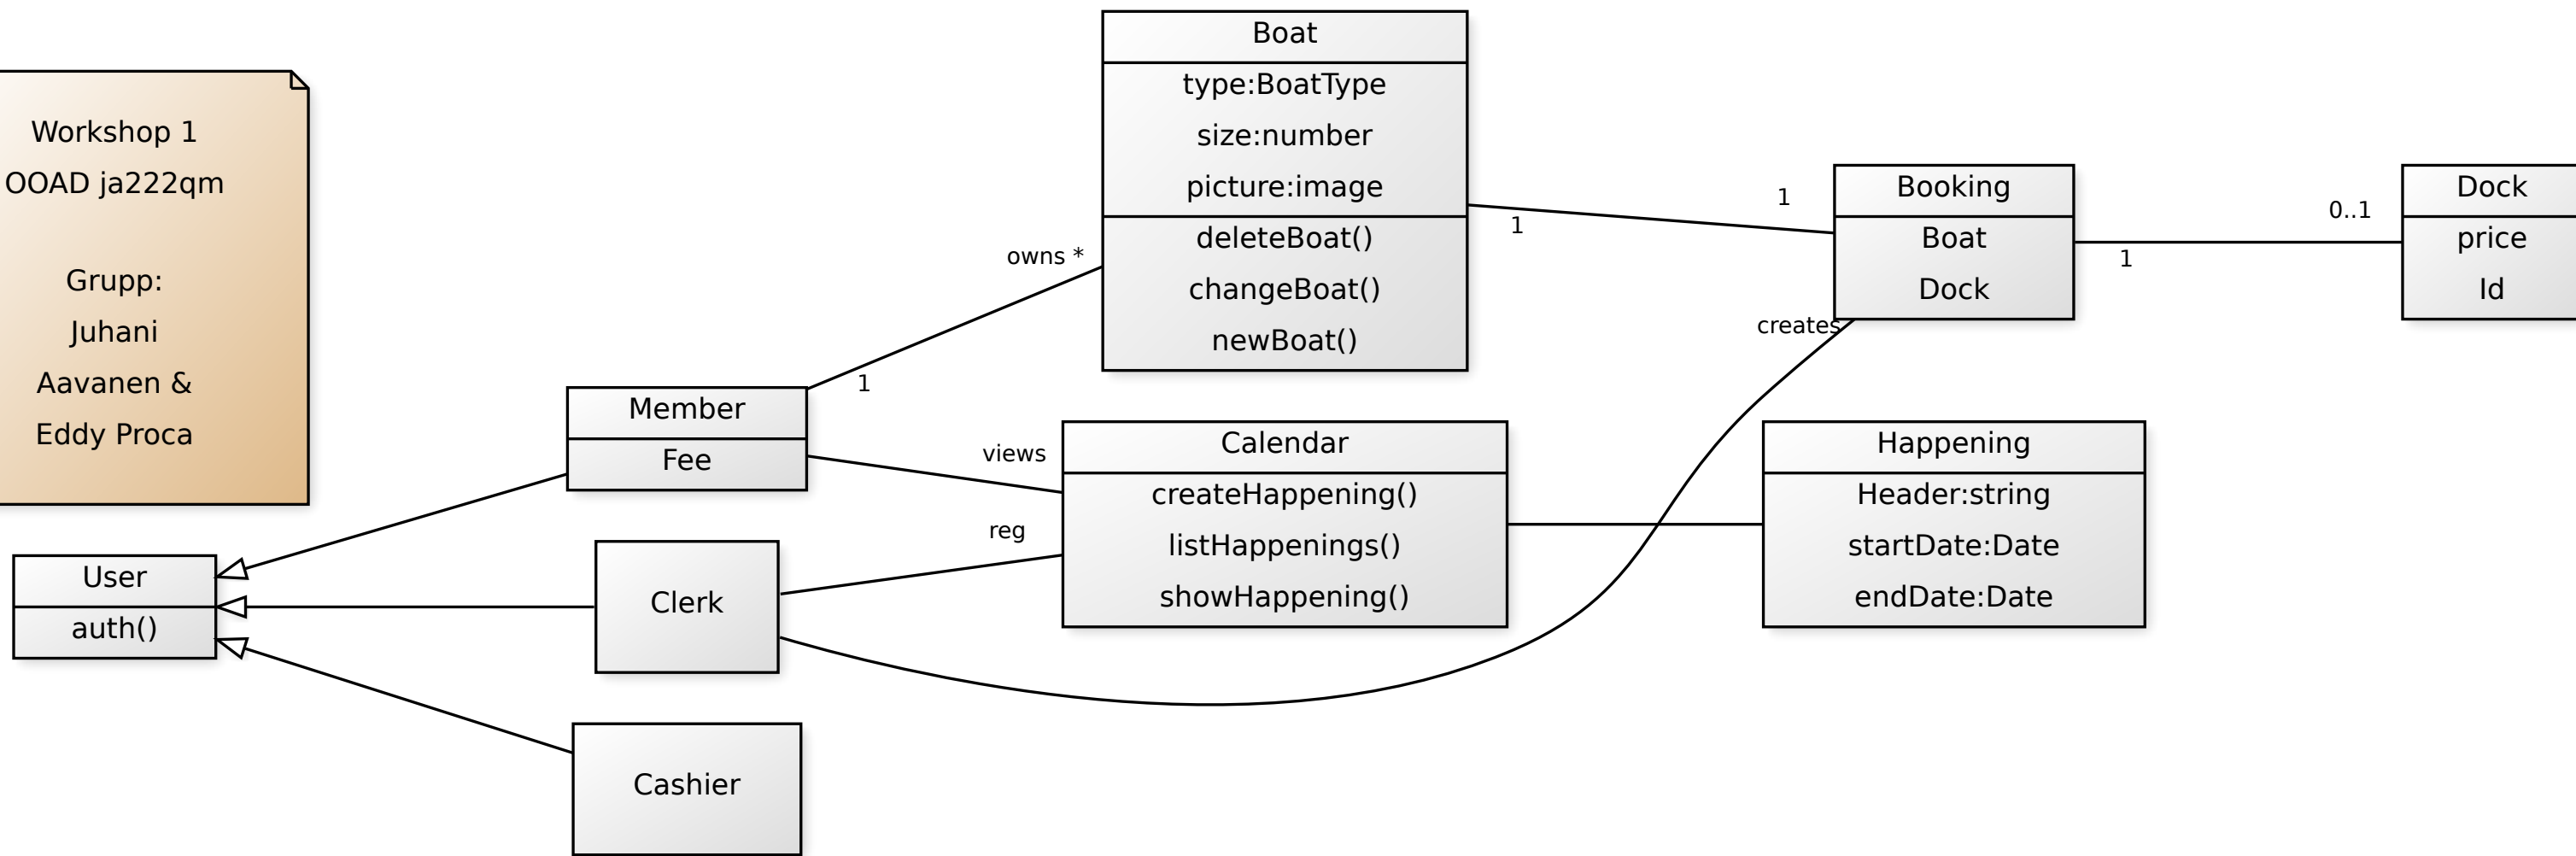 Workshop 1
OOAD ja222qm
Grupp:
Juhani
Aavanen &
Eddy Proca
User
auth()
Member
Fee
Clerk
Cashier
owns *
1
views
reg
Boat
type:BoatType
size:number
picture:image
deleteBoat()
changeBoat()
newBoat()
Calendar
createHappening()
listHappenings()
showHappening()
1
1
creates
Booking
Boat
Dock
Happening
Header:string
startDate:Date
endDate:Date
1
0..1
Dock
price
Id